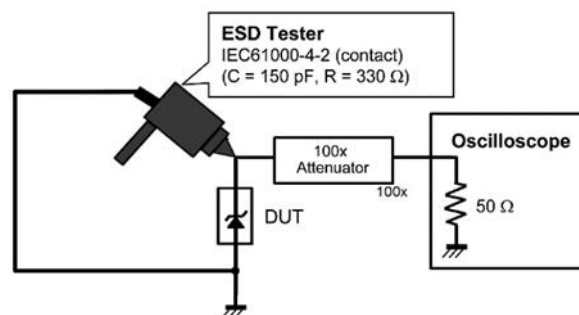 ESD Tester
IEC61000-4-2 (contact)
(C = 150 pF, R = 330 Ω)
100x
Attenuator
100x
Oscilloscope
50 Ω
DUT